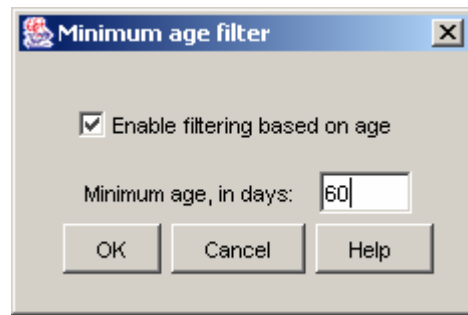 Minimum age filter
Enable filtering based on age
Minimum age, in days: 60
OK Cancel Help